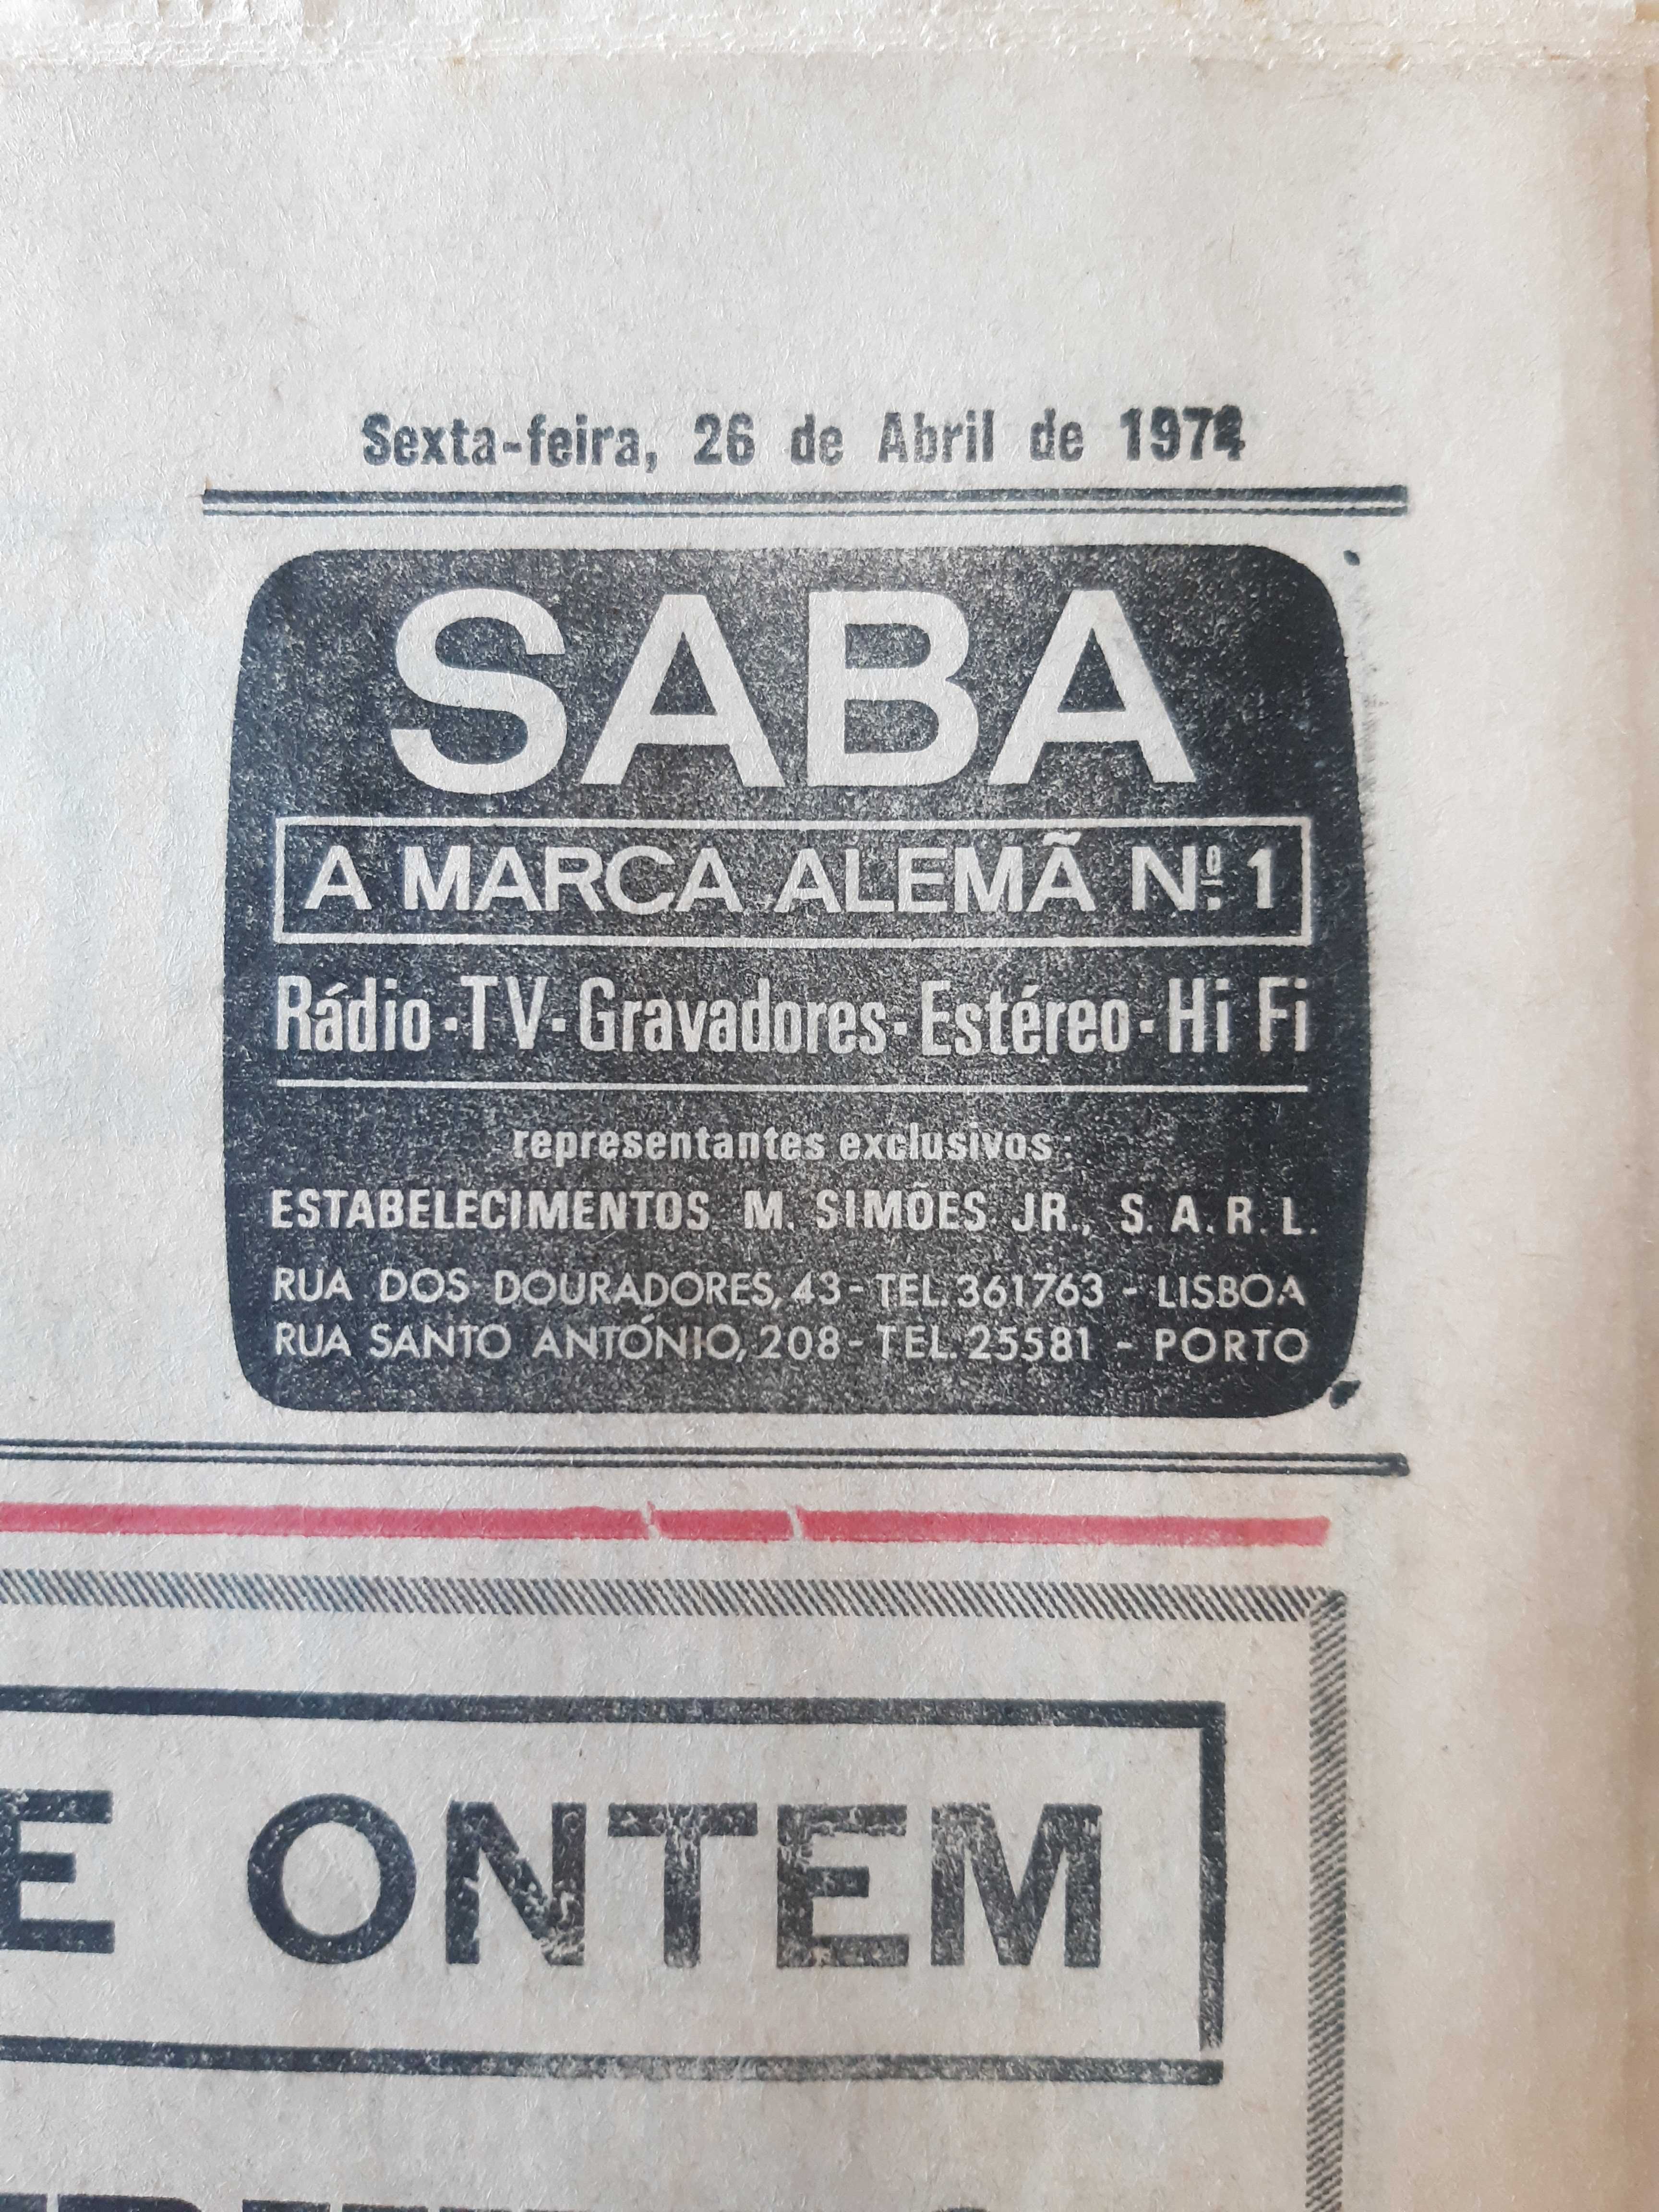 Sexta-feira, 26 de Abril de 1974
SABA
A MARCA ALEMÃ Nº 1
Rádio-TV-Gravadores-Estéreo-Hi Fi
representantes exclusivos:
ESTABELECIMENTOS M. SIMÕES JR., S. A. R. L.
RUA DOS DOURADORES, 43 - TEL. 361763 - LISBOA
RUA SANTO ANTÓNIO, 208 - TEL. 25581 - PORTO
E ONTEM